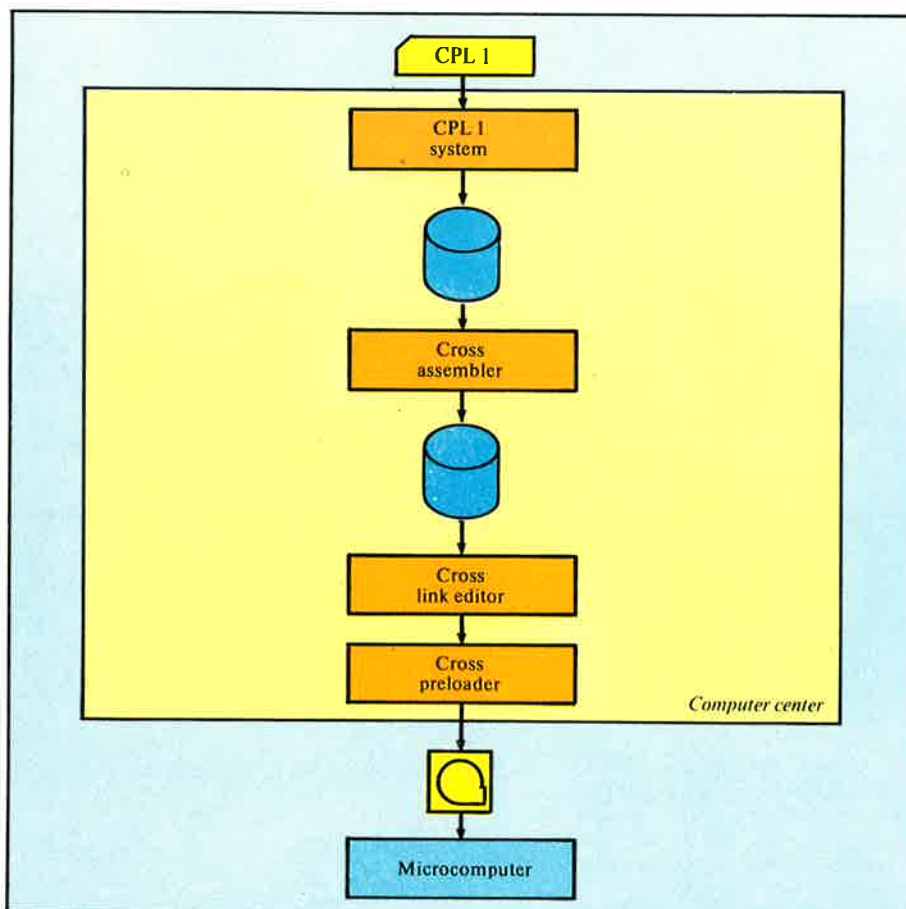 CPL 1
CPL 1
system
Cross
assembler
Cross
link editor
Cross
preloader
Computer center
Microcomputer